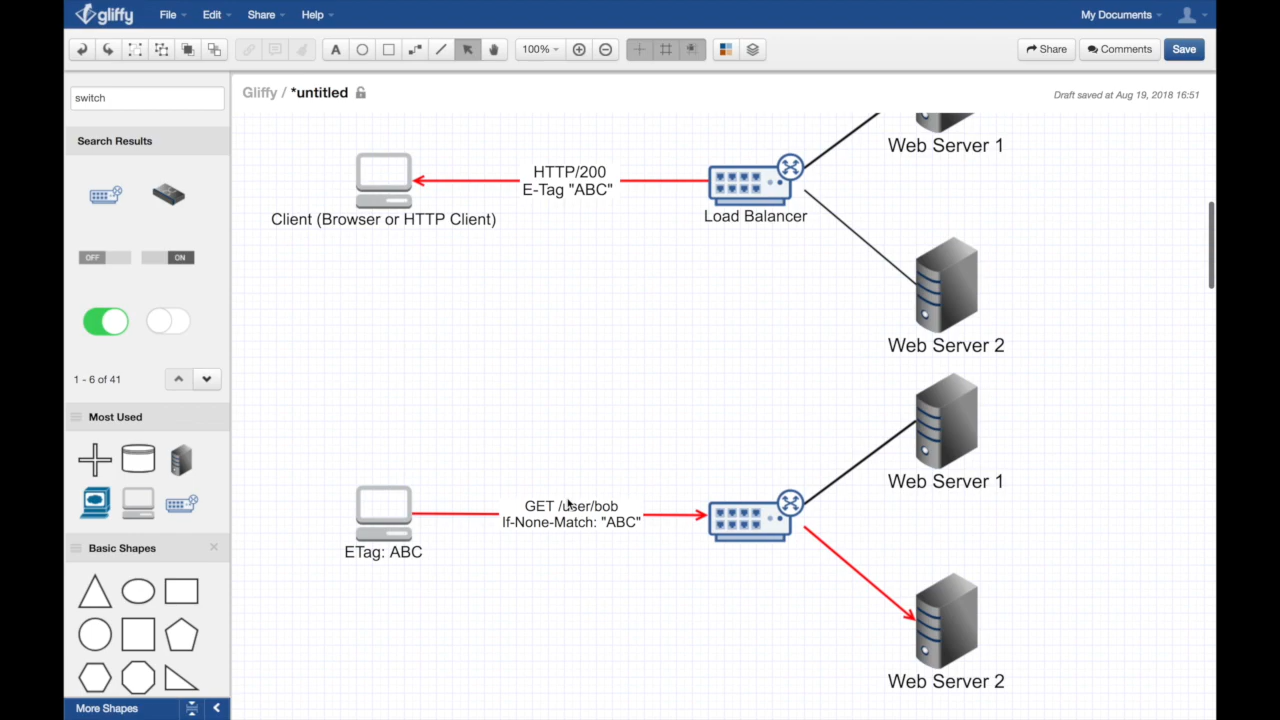 gliffy
File
Edit
Share
Help
My Documents
A
100%
Share
Comments
Save
switch
Gliffy / *untitled
Draft saved at Aug 19, 2018 16:51
Search Results
OFF
ON
1 - 6 of 41
Most Used
Basic Shapes
More Shapes
Web Server 1
HTTP/200
E-Tag "ABC"
Client (Browser or HTTP Client)
Load Balancer
Web Server 2
Web Server 1
GET /user/bob
If-None-Match: "ABC"
ETag: ABC
Web Server 2